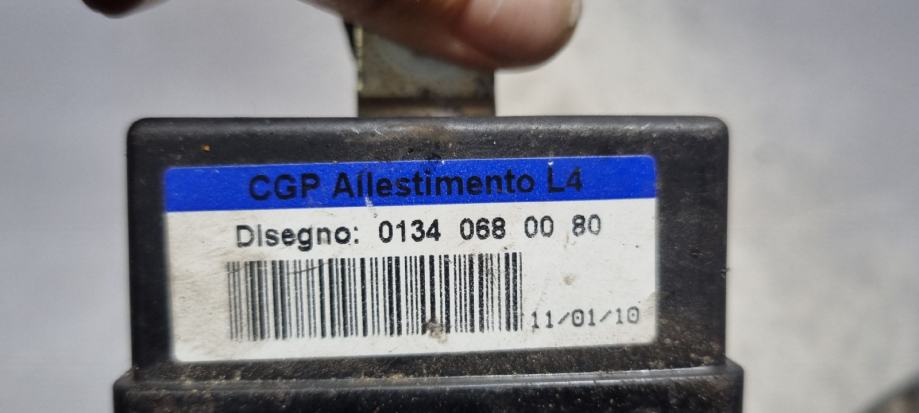 CGP Allestimento L4
Disegno: 0134 068 00 80
11/01/10